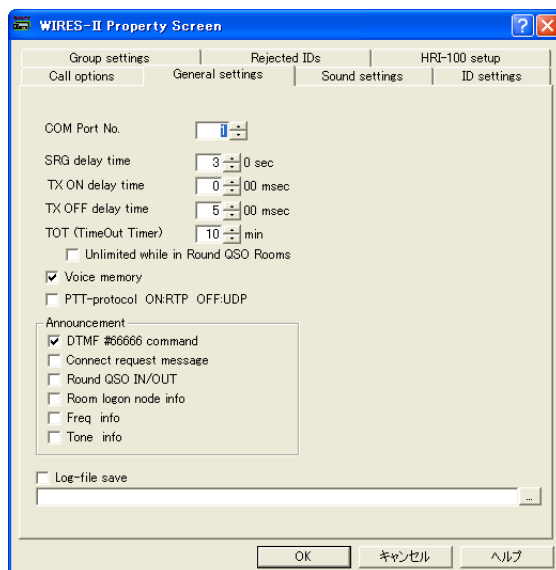 WIRES-II Property Screen
Group settings Rejected IDs HRI-100 setup
Call options General settings Sound settings ID settings
COM Port No. 1
SRG delay time 3 0 sec
TX ON delay time 0 00 msec
TX OFF delay time 5 00 msec
TOT (TimeOut Timer) 10 min
Unlimited while in Round QSO Rooms
Voice memory
PTT-protocol ON:RTP OFF:UDP
Announcement
DTMF #66666 command
Connect request message
Round QSO IN/OUT
Room logon node info
Freq info
Tone info
Log-file save
...
OK キャンセル ヘルプ